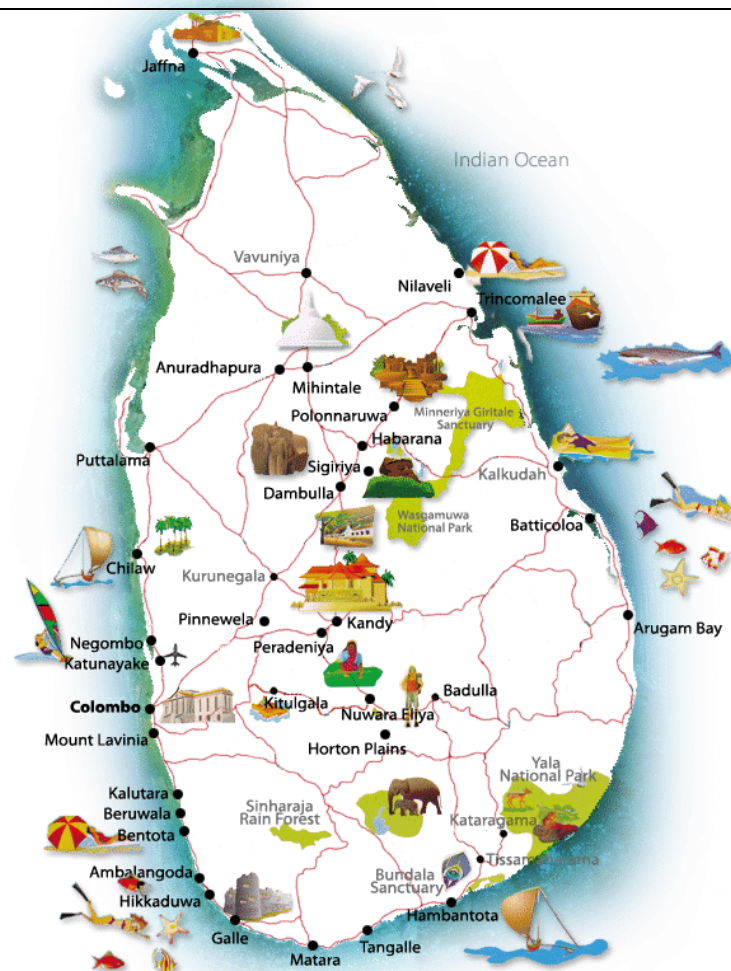 Jaffna
Indian Ocean
Vavuniya
Nilaveli
Trincomalee
Anuradhapura
Mihintale
Polonnaruwa
Minneriya Giritale
Sanctuary
Habarana
Puttalama
Sigiriya
Kalkudah
Dambulla
Wasgamuwa
National Park
Batticoloa
Chilaw
Kurunegala
Pinnewela
Kandy
Arugam Bay
Negombo
Peradeniya
Katunayake
Badulla
Kitulgala
Colombo
Nuwara Eliya
Mount Lavinia
Horton Plains
Yala
National Park
Kalutara
Sinharaja
Rain Forest
Beruwala
Kataragama
Bentota
Tissamaharama
Ambalangoda
Bundala
Sanctuary
Hikkaduwa
Hambantota
Galle
Tangalle
Matara